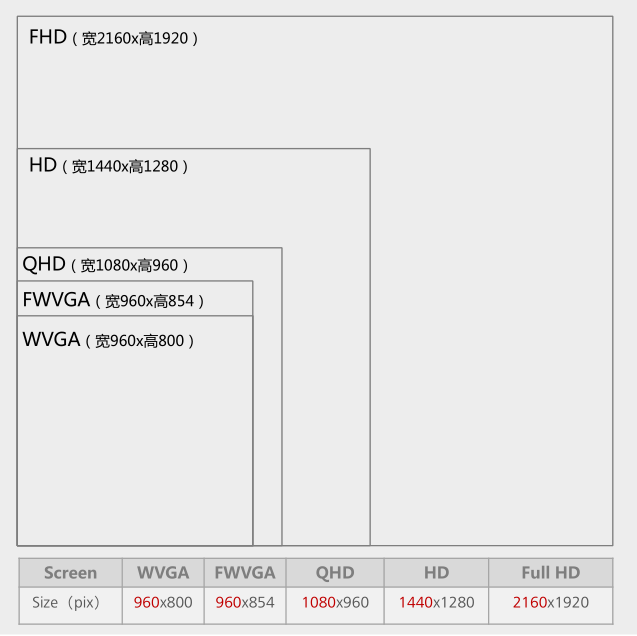 FHD（宽2160x高1920）
HD（宽1440x高1280）
QHD（宽1080x高960）
FWVGA（宽960x高854）
WVGA（宽960x高800）
Screen WVGA FWVGA QHD HD Full HD
Size（pix） 960x800 960x854 1080x960 1440x1280 2160x1920